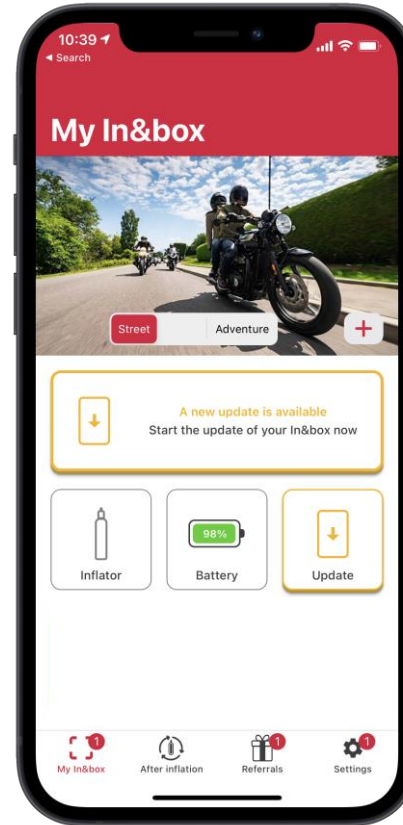 10:39
◀ Search
My In&box
Street
Adventure
+
A new update is available
Start the update of your In&box now
Inflator
98%
Battery
Update
1
1
1
My In&box
After inflation
Referrals
Settings